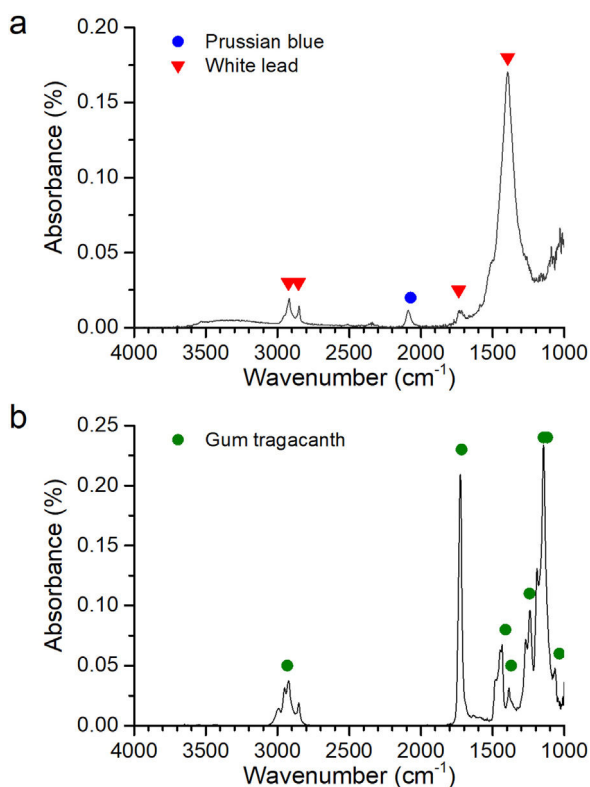 a
Prussian blue
White lead
0.20
0.15
0.10
0.05
0.00
Absorbance (%)
4000 3500 3000 2500 2000 1500 1000
Wavenumber (cm⁻¹)
b
Gum tragacanth
0.25
0.20
0.15
0.10
0.05
0.00
Absorbance (%)
4000 3500 3000 2500 2000 1500 1000
Wavenumber (cm⁻¹)